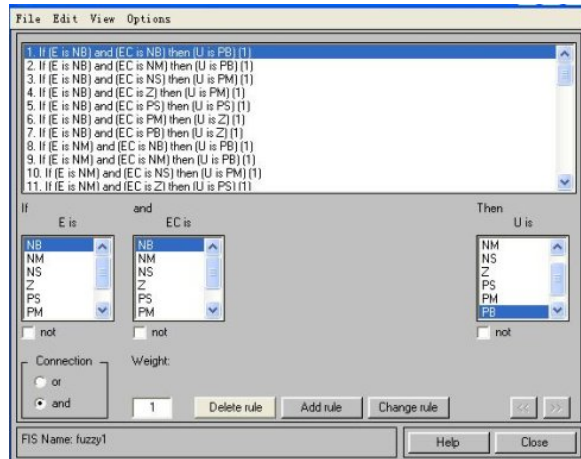 File Edit View Options
1. If (E is NB) and (EC is NB) then (U is PB) (1)
2. If (E is NB) and (EC is NM) then (U is PB) (1)
3. If (E is NB) and (EC is NS) then (U is PM) (1)
4. If (E is NB) and (EC is Z) then (U is PM) (1)
5. If (E is NB) and (EC is PS) then (U is PS) (1)
6. If (E is NB) and (EC is PM) then (U is Z) (1)
7. If (E is NB) and (EC is PB) then (U is Z) (1)
8. If (E is NM) and (EC is NB) then (U is PB) (1)
9. If (E is NM) and (EC is NM) then (U is PB) (1)
10. If (E is NM) and (EC is NS) then (U is PM) (1)
11. If (E is NM) and (EC is Z) then (U is PS) (1)
If and Then
E is EC is U is
NB NB NM
NM NM NS
NS NS Z
Z Z PS
PS PS PM
PM PM PB
not not not
Connection Weight:
or
and 1 Delete rule Add rule Change rule << >>
FIS Name: fuzzy1 Help Close